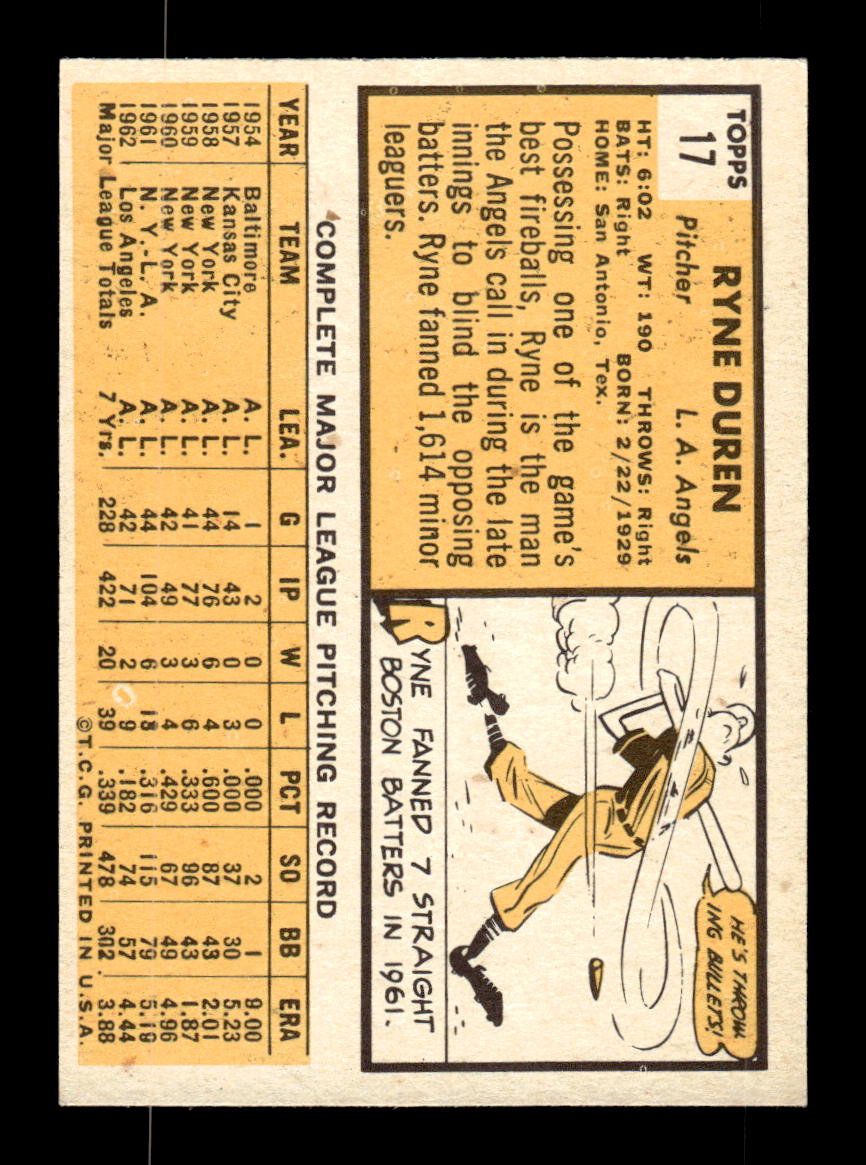 TOPPS
17
RYNE DUREN
Pitcher L. A. Angels
HT: 6:02 WT: 190 THROWS: Right
BATS: Right BORN: 2/22/1929
HOME: San Antonio, Tex.
Possessing one of the game's
best fireballs, Ryne is the man
the Angels call in during the late
innings to blind the opposing
batters. Ryne fanned 1,614 minor
leaguers.
HE'S THROW-
ING BULLETS!
RYNE FANNED 7 STRAIGHT
BOSTON BATTERS IN 1961.
COMPLETE MAJOR LEAGUE PITCHING RECORD
YEAR TEAM LEA. G IP W L PCT SO BB ERA
1954 Baltimore A. L. 1 2 0 0 .000 2 1 9.00
1957 Kansas City A. L. 14 43 0 3 .000 37 30 5.23
1958 New York A. L. 44 76 6 4 .600 87 43 2.01
1959 New York A. L. 41 77 3 6 .333 96 43 1.87
1960 New York A. L. 42 49 3 4 .429 67 49 4.96
1961 N. Y.-L. A. A. L. 44 104 6 13 .316 115 79 5.19
1962 Los Angeles A. L. 42 71 2 9 .182 74 57 4.44
Major League Totals 7 Yrs. 228 422 20 39 .339 478 302 3.88
©T.C.G. PRINTED IN U.S.A.